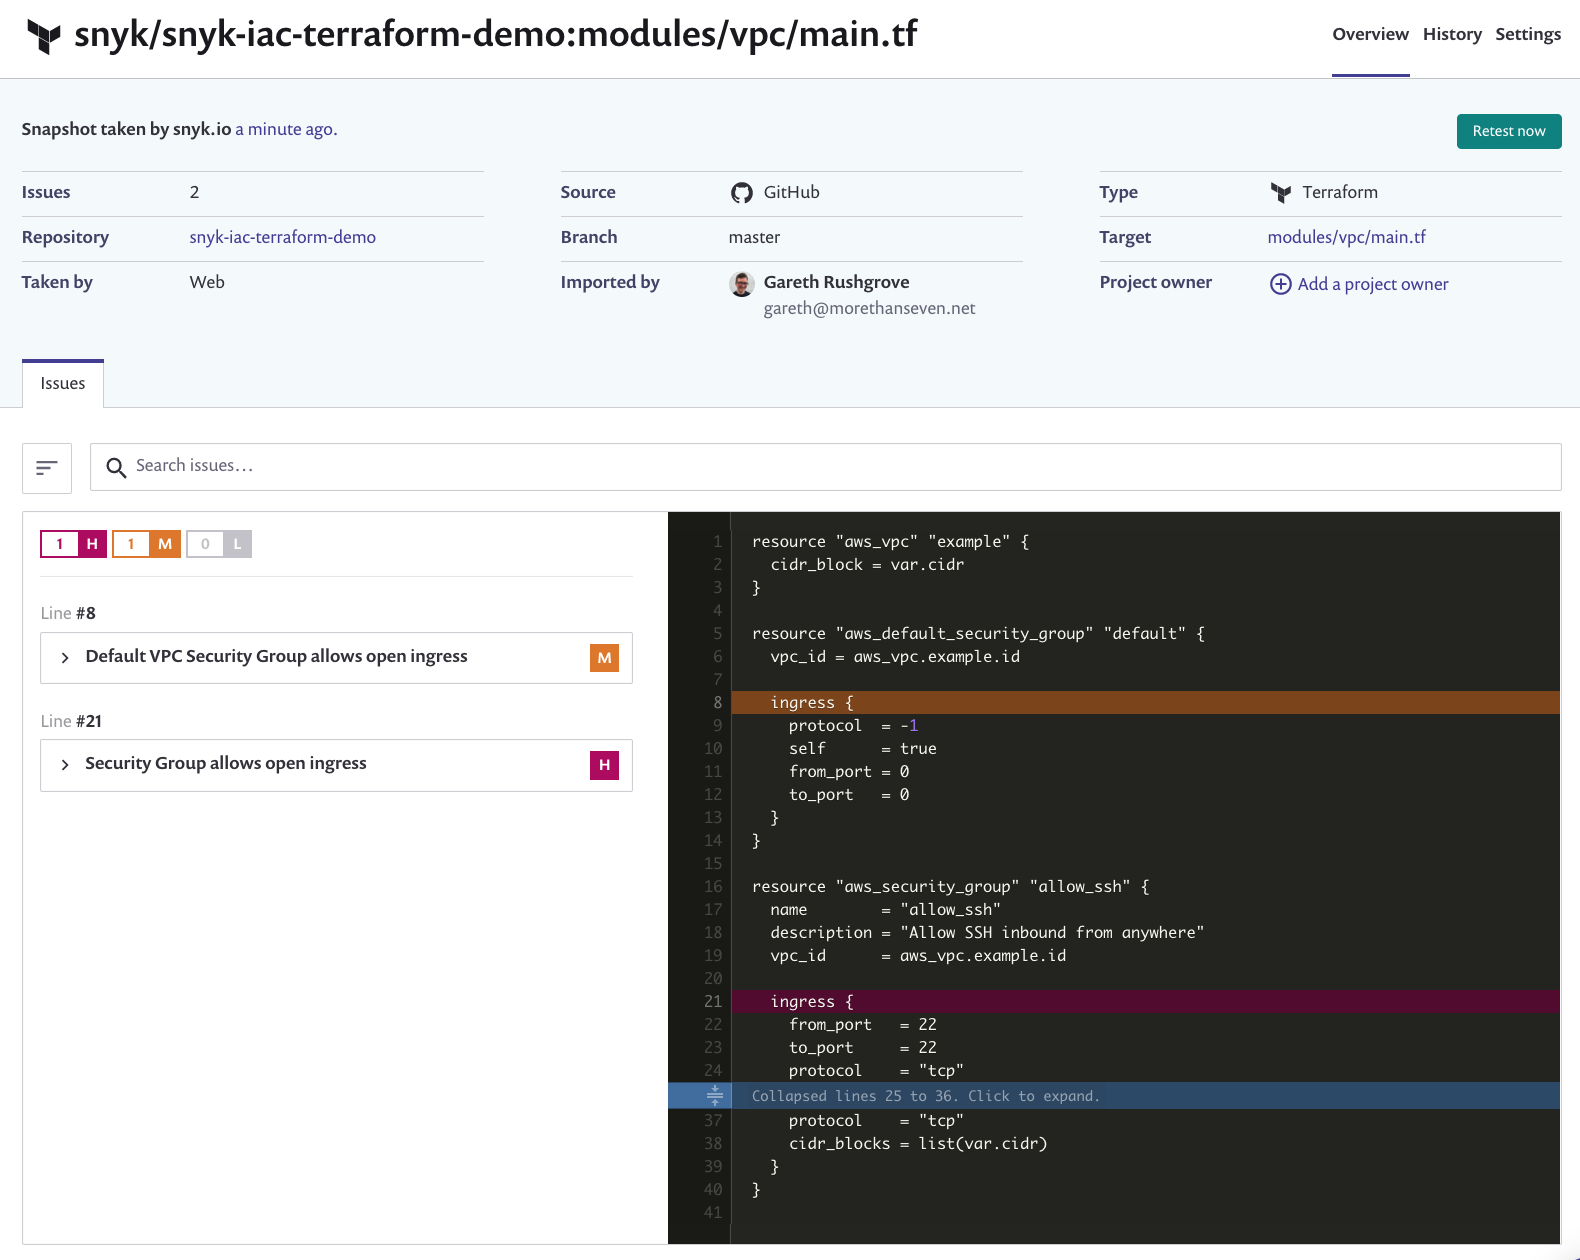 snyk/snyk-iac-terraform-demo:modules/vpc/main.tf
Overview History Settings
Snapshot taken by snyk.io a minute ago.
Retest now
Issues 2
Source GitHub
Type Terraform
Repository snyk-iac-terraform-demo
Branch master
Target modules/vpc/main.tf
Taken by Web
Imported by Gareth Rushgrove
gareth@morethanseven.net
Project owner Add a project owner
Issues
Search issues...
1 H 1 M 0 L
Line #8
Default VPC Security Group allows open ingress M
Line #21
Security Group allows open ingress H
1 resource "aws_vpc" "example" {
2   cidr_block = var.cidr
3 }
4
5 resource "aws_default_security_group" "default" {
6   vpc_id = aws_vpc.example.id
7
8   ingress {
9     protocol  = -1
10     self      = true
11     from_port = 0
12     to_port   = 0
13   }
14 }
15
16 resource "aws_security_group" "allow_ssh" {
17   name        = "allow_ssh"
18   description = "Allow SSH inbound from anywhere"
19   vpc_id      = aws_vpc.example.id
20
21   ingress {
22     from_port   = 22
23     to_port     = 22
24     protocol    = "tcp"
Collapsed lines 25 to 36. Click to expand.
37     protocol    = "tcp"
38     cidr_blocks = list(var.cidr)
39   }
40 }
41